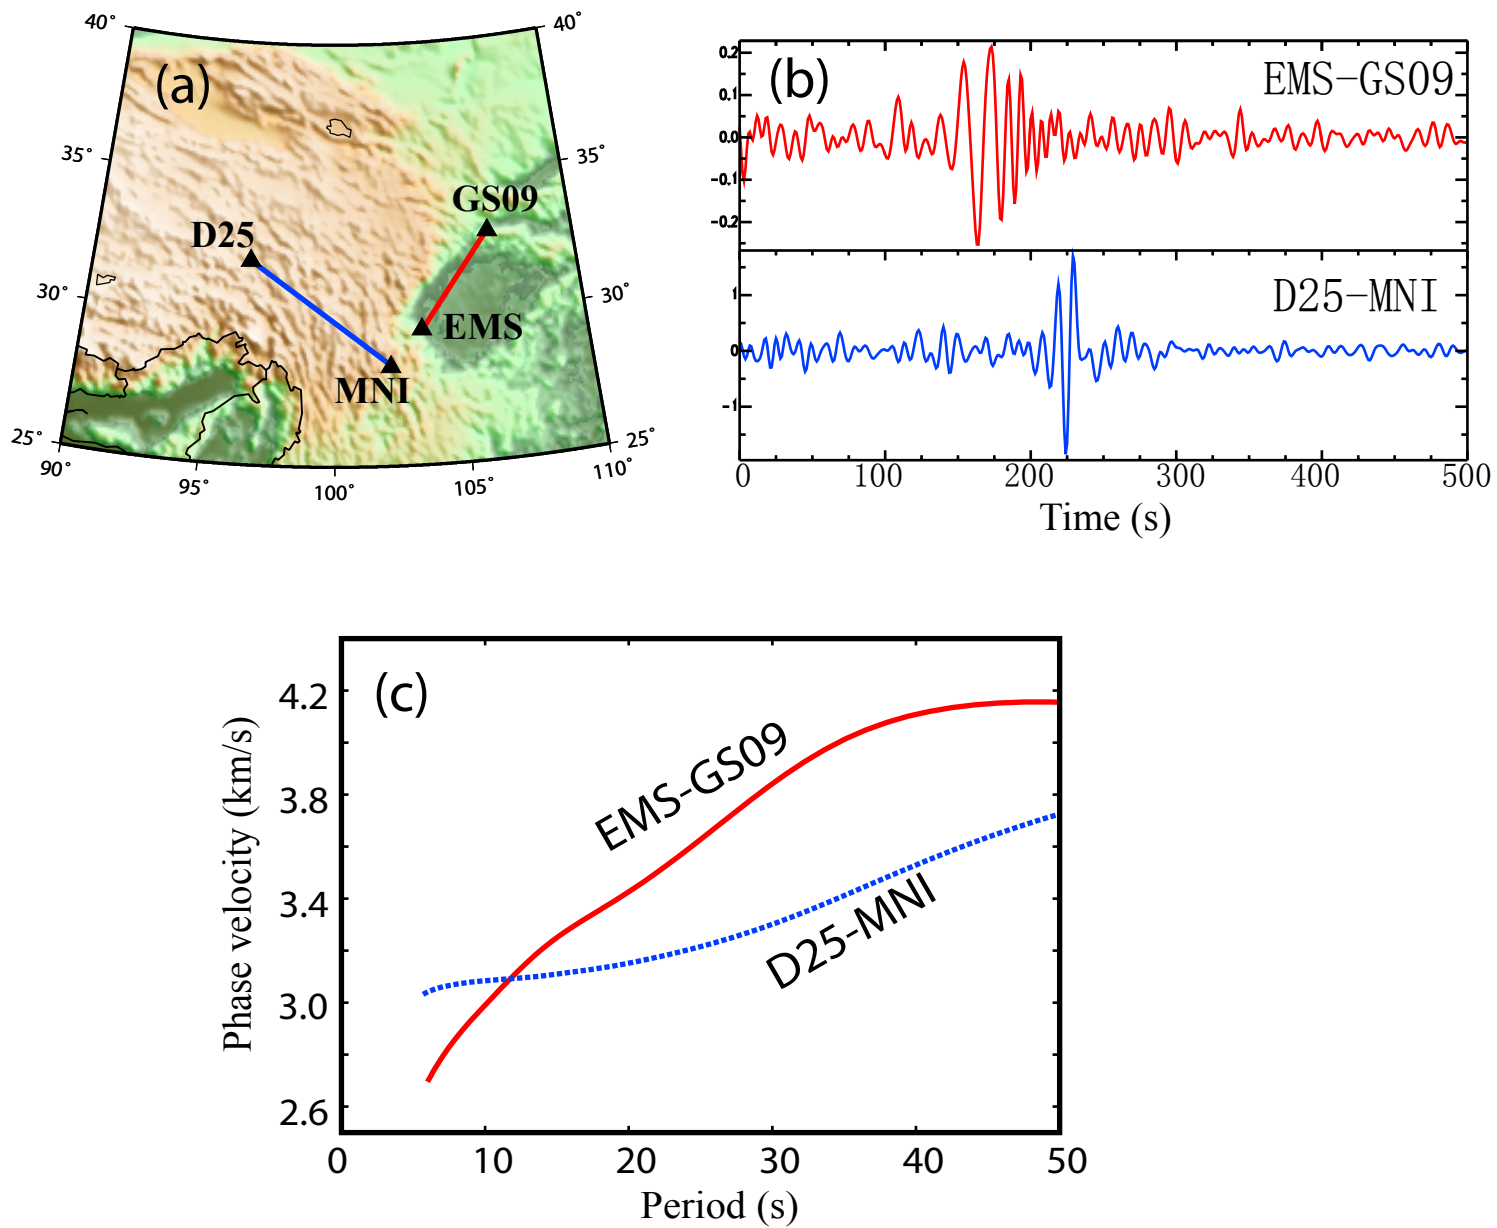 40° 40°
(a)
35° 35°
GS09
D25
30° 30°
EMS
MNI
25° 25°
90° 110°
95° 105°
100°
(b)
EMS-GS09
0.2
0.1
0.0
-0.1
-0.2
D25-MNI
1
0
-1
0 100 200 300 400 500
Time (s)
(c)
EMS-GS09
D25-MNI
4.2
3.8
3.4
3.0
2.6
Phase velocity (km/s)
0 10 20 30 40 50
Period (s)